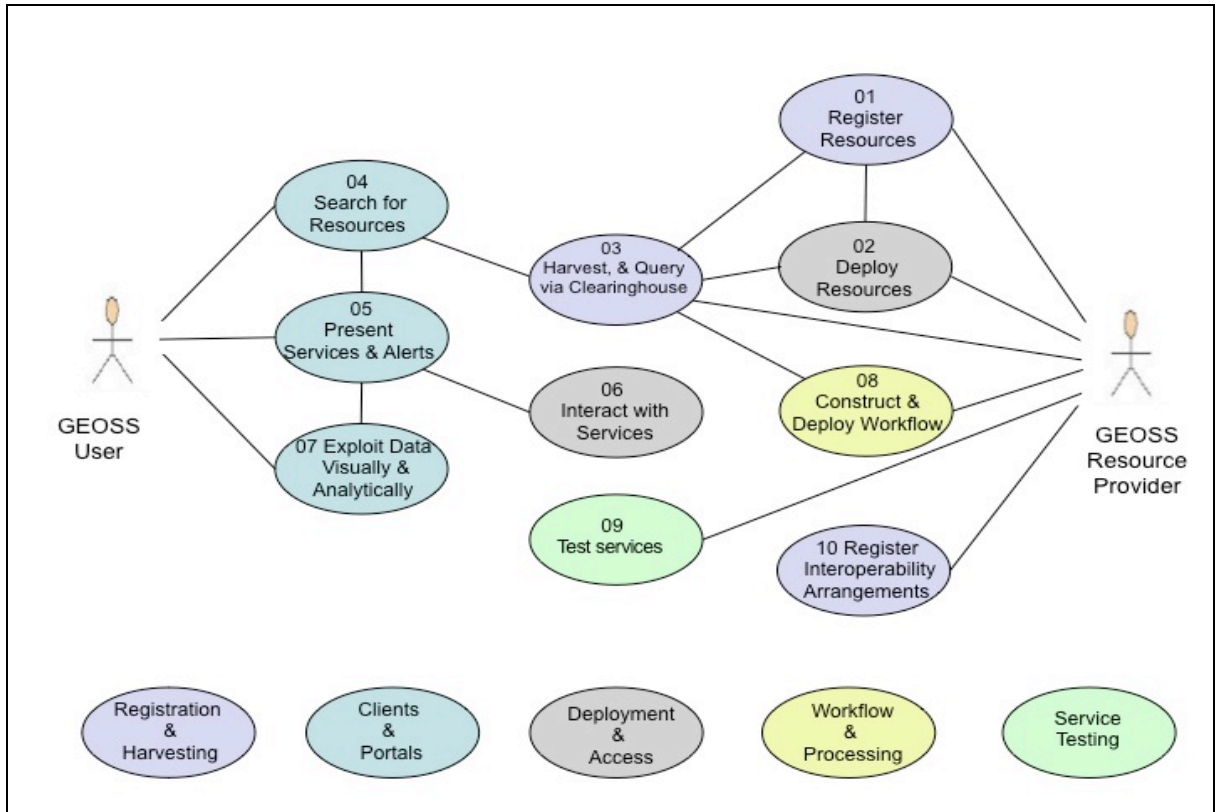 01
Register
Resources
04
Search for
Resources
03
Harvest, & Query
via Clearinghouse
02
Deploy
Resources
05
Present
Services & Alerts
06
Interact with
Services
08
Construct &
Deploy Workflow
GEOSS
User
GEOSS
Resource
Provider
07 Exploit Data
Visually &
Analytically
09
Test services
10 Register
Interoperability
Arrangements
Registration
&
Harvesting
Clients
&
Portals
Deployment
&
Access
Workflow
&
Processing
Service
Testing